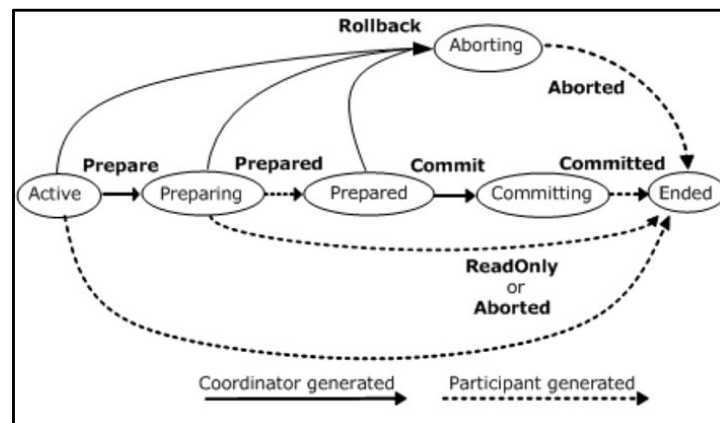 Rollback
Aborting
Aborted
Prepare
Prepared
Commit
Committed
Active
Preparing
Prepared
Committing
Ended
ReadOnly
or
Aborted
Coordinator generated
Participant generated